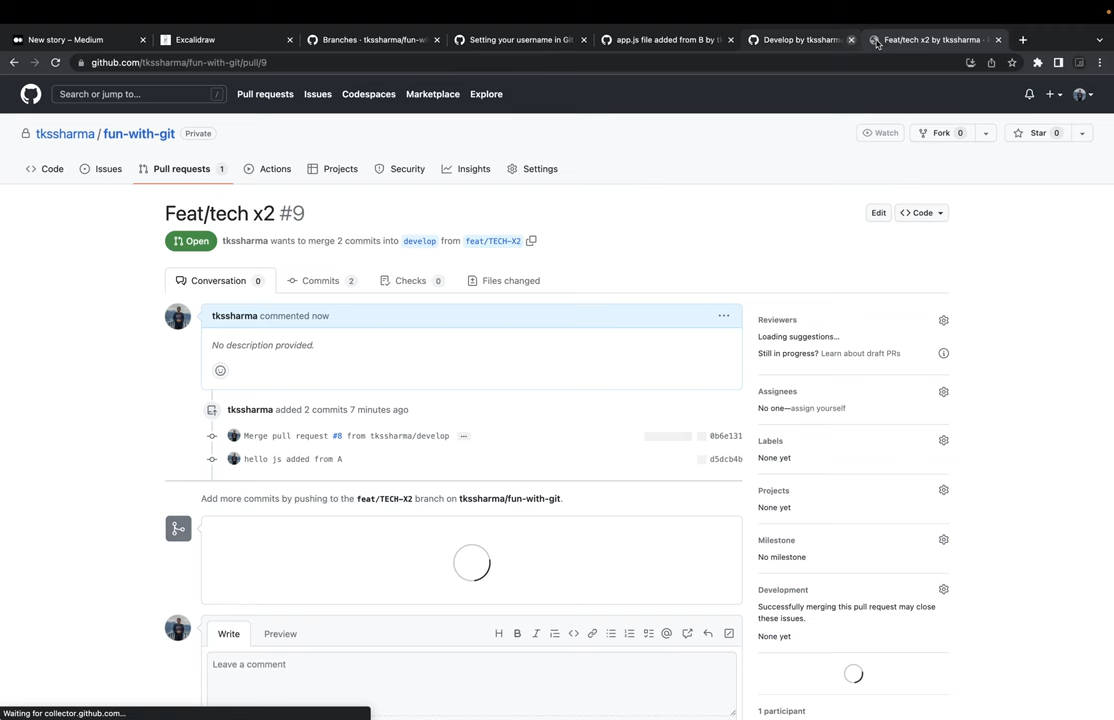 New story – Medium
Excalidraw
Branches · tkssharma/fun-w
Setting your username in Git
app.js file added from B by t
Develop by tkssharm
Feat/tech x2 by tkssharma ·
github.com/tkssharma/fun-with-git/pull/9
Search or jump to... /
Pull requests Issues Codespaces Marketplace Explore
tkssharma / fun-with-git Private
Watch Fork 0 Star 0
Code Issues Pull requests 1 Actions Projects Security Insights Settings
Feat/tech x2 #9
Edit Code
Open tkssharma wants to merge 2 commits into develop from feat/TECH-X2
Conversation 0 Commits 2 Checks 0 Files changed
tkssharma commented now ···
No description provided.
tkssharma added 2 commits 7 minutes ago
Merge pull request #8 from tkssharma/develop ··· 0b6e131
hello js added from A d5dcb4b
Add more commits by pushing to the feat/TECH-X2 branch on tkssharma/fun-with-git.
Write Preview
Leave a comment
Reviewers
Loading suggestions...
Still in progress? Learn about draft PRs
Assignees
No one—assign yourself
Labels
None yet
Projects
None yet
Milestone
No milestone
Development
Successfully merging this pull request may close
these issues.
None yet
1 participant
Waiting for collector.github.com...